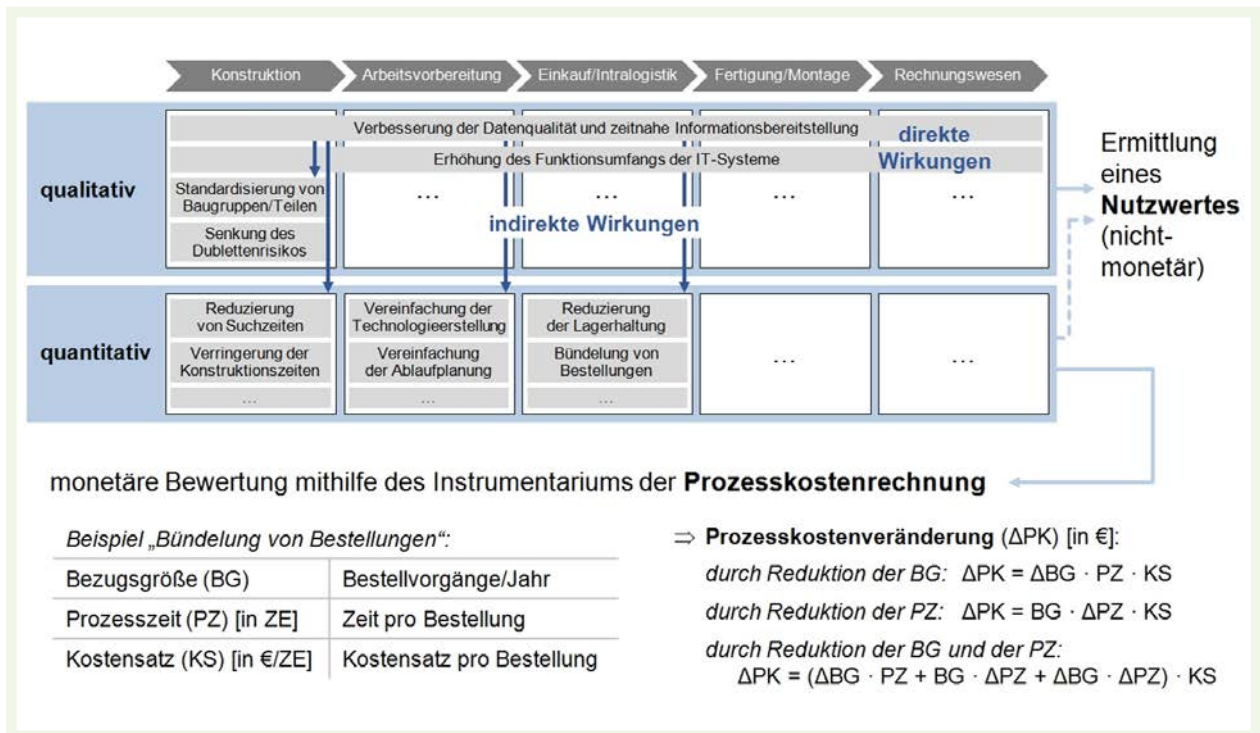 Konstruktion
Arbeitsvorbereitung
Einkauf/Intralogistik
Fertigung/Montage
Rechnungswesen
qualitativ
Verbesserung der Datenqualität und zeitnahe Informationsbereitstellung
direkte
Erhöhung des Funktionsumfangs der IT-Systeme
Wirkungen
Standardisierung von
Baugruppen/Teilen
Senkung des
Dublettenrisikos
...
...
...
...
indirekte Wirkungen
Ermittlung
eines
Nutzwertes
(nicht-
monetär)
quantitativ
Reduzierung
von Suchzeiten
Verringerung der
Konstruktionszeiten
...
Vereinfachung der
Technologieerstellung
Vereinfachung
der Ablaufplanung
...
Reduzierung
der Lagerhaltung
Bündelung von
Bestellungen
...
...
...
monetäre Bewertung mithilfe des Instrumentariums der Prozesskostenrechnung
Beispiel „Bündelung von Bestellungen“:
Bezugsgröße (BG) Bestellvorgänge/Jahr
Prozesszeit (PZ) [in ZE] Zeit pro Bestellung
Kostensatz (KS) [in €/ZE] Kostensatz pro Bestellung
⇒ Prozesskostenveränderung (ΔPK) [in €]:
durch Reduktion der BG: ΔPK = ΔBG · PZ · KS
durch Reduktion der PZ: ΔPK = BG · ΔPZ · KS
durch Reduktion der BG und der PZ:
ΔPK = (ΔBG · PZ + BG · ΔPZ + ΔBG · ΔPZ) · KS